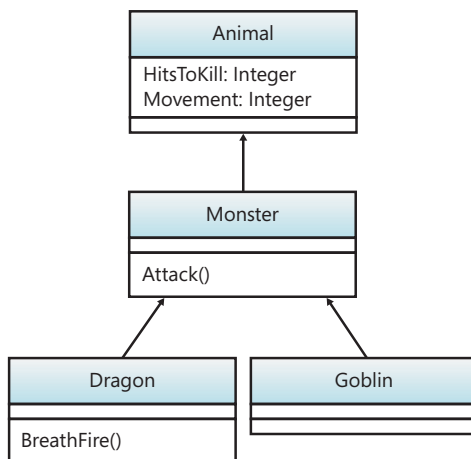 Animal
HitsToKill: Integer
Movement: Integer
Monster
Attack()
Dragon
BreathFire()
Goblin